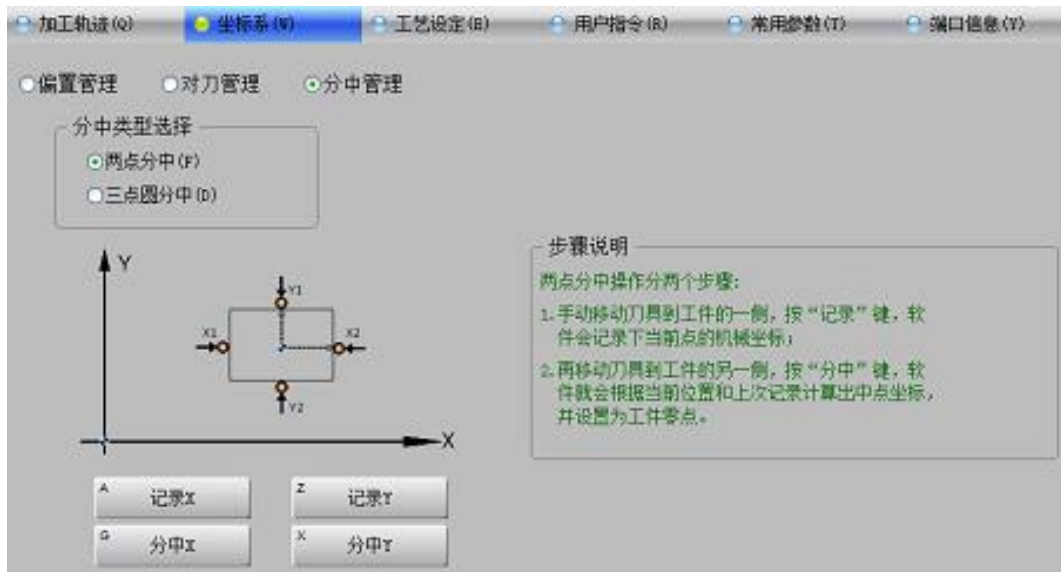 加工轨迹(Q) 坐标系(W) 工艺设定(E) 用户指令(R) 常用参数(T) 端口信息(Y)
偏置管理 对刀管理 分中管理
分中类型选择
两点分中(F)
三点圆分中(D)
Y
Y1
X1
X2
Y2
X
步骤说明
两点分中操作分两个步骤:
1.手动移动刀具到工件的一侧，按“记录”键，软
件会记录下当前点的机械坐标;
2.再移动刀具到工件的另一侧，按“分中”键，软
件就会根据当前位置和上次记录计算出中点坐标，
并设置为工件零点。
A 记录X Z 记录Y
G 分中X X 分中Y